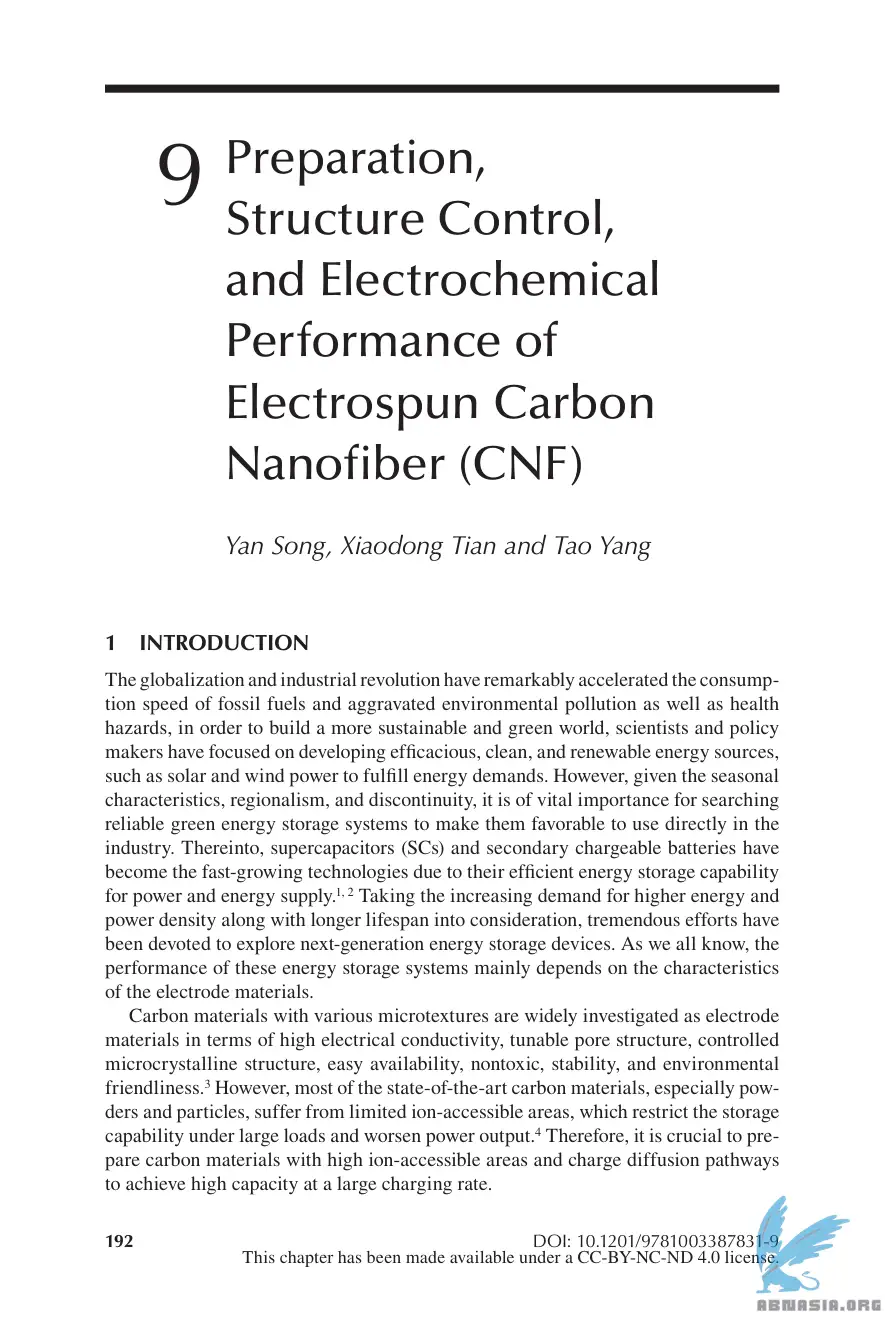 9 Preparation,
Structure Control,
and Electrochemical
Performance of
Electrospun Carbon
Nanofiber (CNF)
Yan Song, Xiaodong Tian and Tao Yang
1 INTRODUCTION
The globalization and industrial revolution have remarkably accelerated the consump-
tion speed of fossil fuels and aggravated environmental pollution as well as health
hazards, in order to build a more sustainable and green world, scientists and policy
makers have focused on developing efficacious, clean, and renewable energy sources,
such as solar and wind power to fulfill energy demands. However, given the seasonal
characteristics, regionalism, and discontinuity, it is of vital importance for searching
reliable green energy storage systems to make them favorable to use directly in the
industry. Thereinto, supercapacitors (SCs) and secondary chargeable batteries have
become the fast-growing technologies due to their efficient energy storage capability
for power and energy supply.1, 2 Taking the increasing demand for higher energy and
power density along with longer lifespan into consideration, tremendous efforts have
been devoted to explore next-generation energy storage devices. As we all know, the
performance of these energy storage systems mainly depends on the characteristics
of the electrode materials.
Carbon materials with various microtextures are widely investigated as electrode
materials in terms of high electrical conductivity, tunable pore structure, controlled
microcrystalline structure, easy availability, nontoxic, stability, and environmental
friendliness.3 However, most of the state-of-the-art carbon materials, especially pow-
ders and particles, suffer from limited ion-accessible areas, which restrict the storage
capability under large loads and worsen power output.4 Therefore, it is crucial to pre-
pare carbon materials with high ion-accessible areas and charge diffusion pathways
to achieve high capacity at a large charging rate.
192 DOI: 10.1201/9781003387831-9
This chapter has been made available under a CC-BY-NC-ND 4.0 license.
ABNASIA.ORG